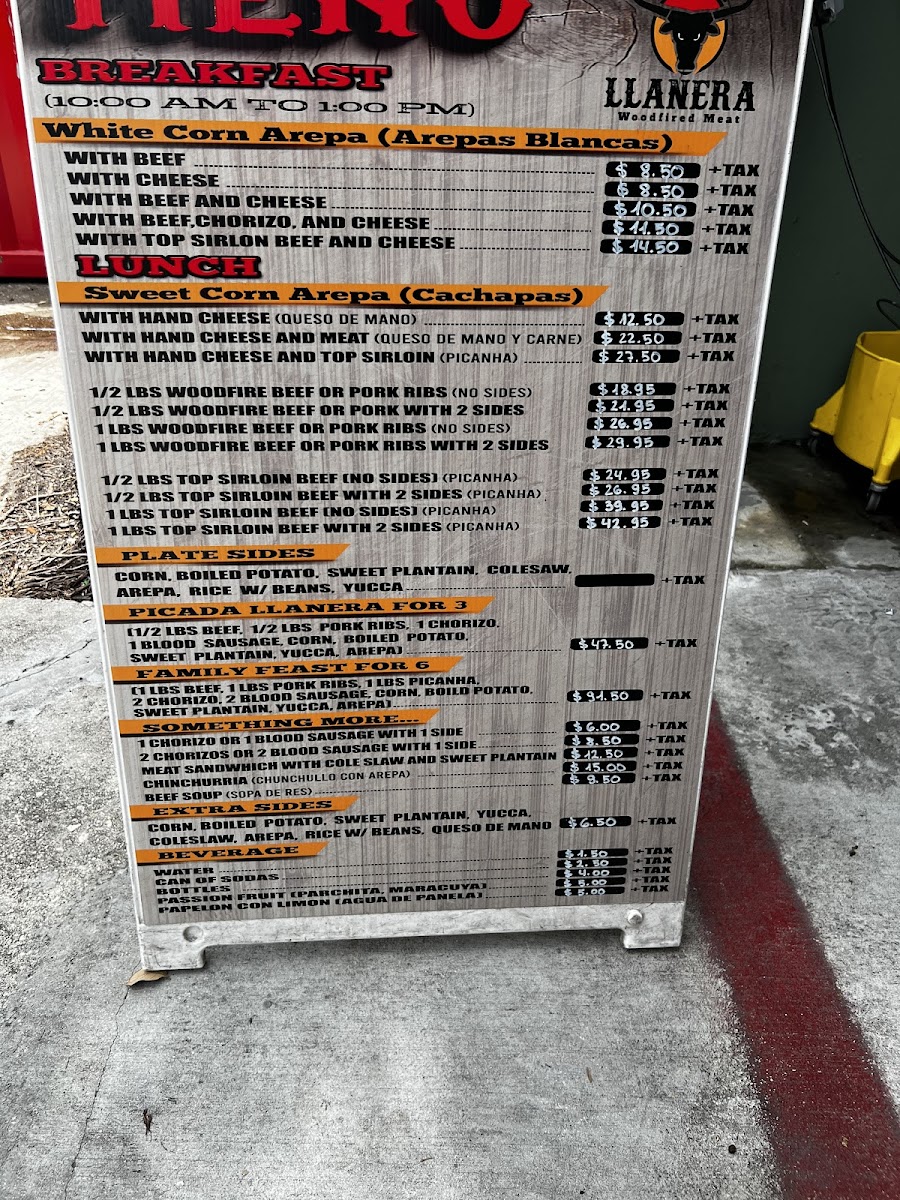 MENU
LLANERA
Woodfired Meat
BREAKFAST
(10:00 AM TO 1:00 PM)
White Corn Arepa (Arepas Blancas)
WITH BEEF $ 8.50 +TAX
WITH CHEESE $ 8.50 +TAX
WITH BEEF AND CHEESE $10.50 +TAX
WITH BEEF,CHORIZO, AND CHEESE $11.50 +TAX
WITH TOP SIRLON BEEF AND CHEESE $14.50 +TAX
LUNCH
Sweet Corn Arepa (Cachapas)
WITH HAND CHEESE (QUESO DE MANO) $12.50 +TAX
WITH HAND CHEESE AND MEAT (QUESO DE MANO Y CARNE) $22.50 +TAX
WITH HAND CHEESE AND TOP SIRLOIN (PICANHA) $27.50 +TAX
1/2 LBS WOODFIRE BEEF OR PORK RIBS (NO SIDES) $18.95 +TAX
1/2 LBS WOODFIRE BEEF OR PORK WITH 2 SIDES $21.95 +TAX
1 LBS WOODFIRE BEEF OR PORK RIBS (NO SIDES) $26.95 +TAX
1 LBS WOODFIRE BEEF OR PORK RIBS WITH 2 SIDES $29.95 +TAX
1/2 LBS TOP SIRLOIN BEEF (NO SIDES) (PICANHA) $24.95 +TAX
1/2 LBS TOP SIRLOIN BEEF WITH 2 SIDES (PICANHA) $26.95 +TAX
1 LBS TOP SIRLOIN BEEF (NO SIDES) (PICANHA) $39.95 +TAX
1 LBS TOP SIRLOIN BEEF WITH 2 SIDES (PICANHA) $42.95 +TAX
PLATE SIDES
CORN, BOILED POTATO, SWEET PLANTAIN, COLESAW,
AREPA, RICE W/ BEANS, YUCCA +TAX
PICADA LLANERA FOR 3
(1/2 LBS BEEF, 1/2 LBS PORK RIBS, 1 CHORIZO,
1 BLOOD SAUSAGE, CORN, BOILED POTATO,
SWEET PLANTAIN, YUCCA, AREPA) $47.50 +TAX
FAMILY FEAST FOR 6
(1 LBS BEEF, 1 LBS PORK RIBS, 1 LBS PICANHA,
2 CHORIZO, 2 BLOOD SAUSAGE, CORN, BOILD POTATO,
SWEET PLANTAIN, YUCCA, AREPA) $91.50 +TAX
SOMETHING MORE...
1 CHORIZO OR 1 BLOOD SAUSAGE WITH 1 SIDE $6.00 +TAX
2 CHORIZOS OR 2 BLOOD SAUSAGE WITH 1 SIDE $8.50 +TAX
MEAT SANDWHICH WITH COLE SLAW AND SWEET PLANTAIN $12,50 +TAX
CHINCHURRIA (CHUNCHULLO CON AREPA) $15.00 +TAX
BEEF SOUP (SOPA DE RES) $9.50 +TAX
EXTRA SIDES
CORN, BOILED POTATO, SWEET PLANTAIN, YUCCA,
COLESLAW, AREPA, RICE W/ BEANS, QUESO DE MANO $6.50 +TAX
BEVERAGE
WATER $1.50 +TAX
CAN OF SODAS $2.50 +TAX
BOTTLES $4.00 +TAX
PASSION FRUIT (PARCHITA, MARACUYA) $5.00 +TAX
PAPELON CON LIMON (AGUA DE PANELA) $5.00 +TAX